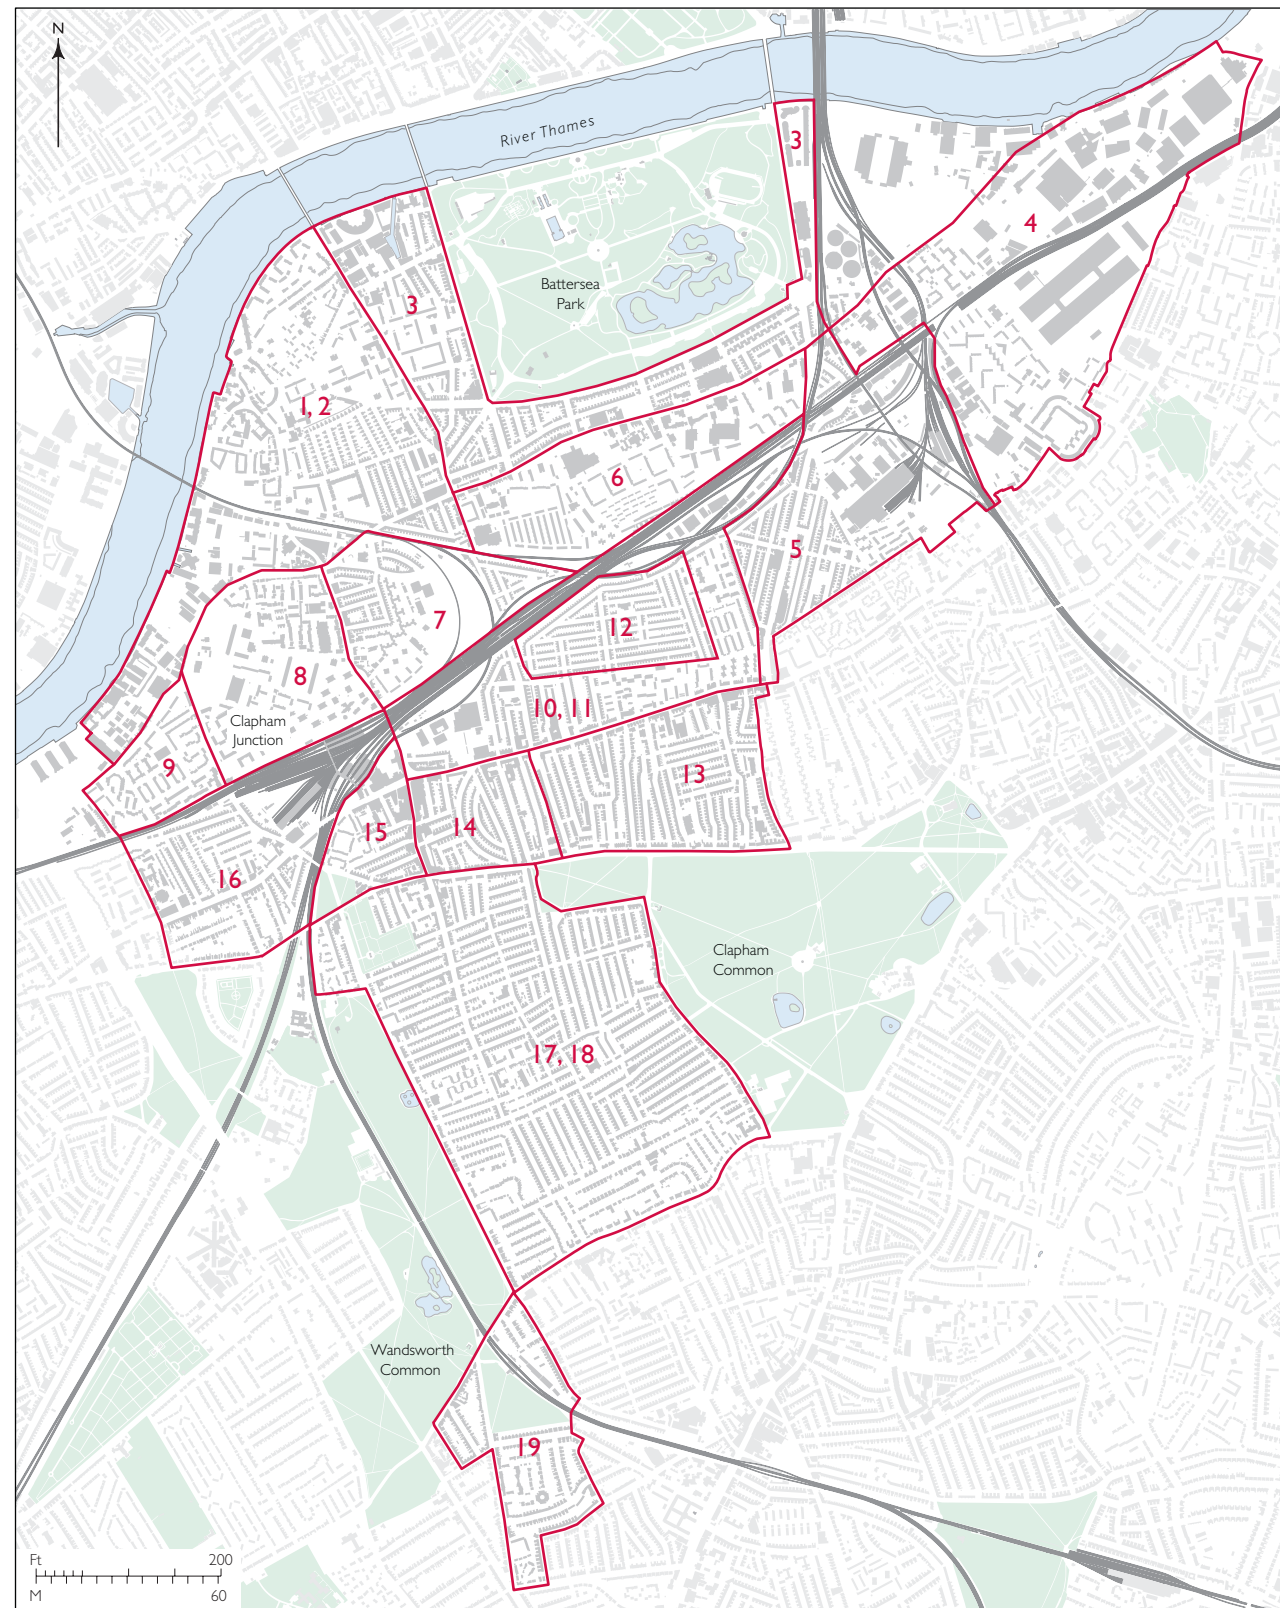 N
River Thames
3
4
Battersea
Park
3
1, 2
6
5
7
12
8
10, 11
Clapham
Junction
9
13
15
14
16
Clapham
Common
17, 18
Wandsworth
Common
19
Ft 200
M 60